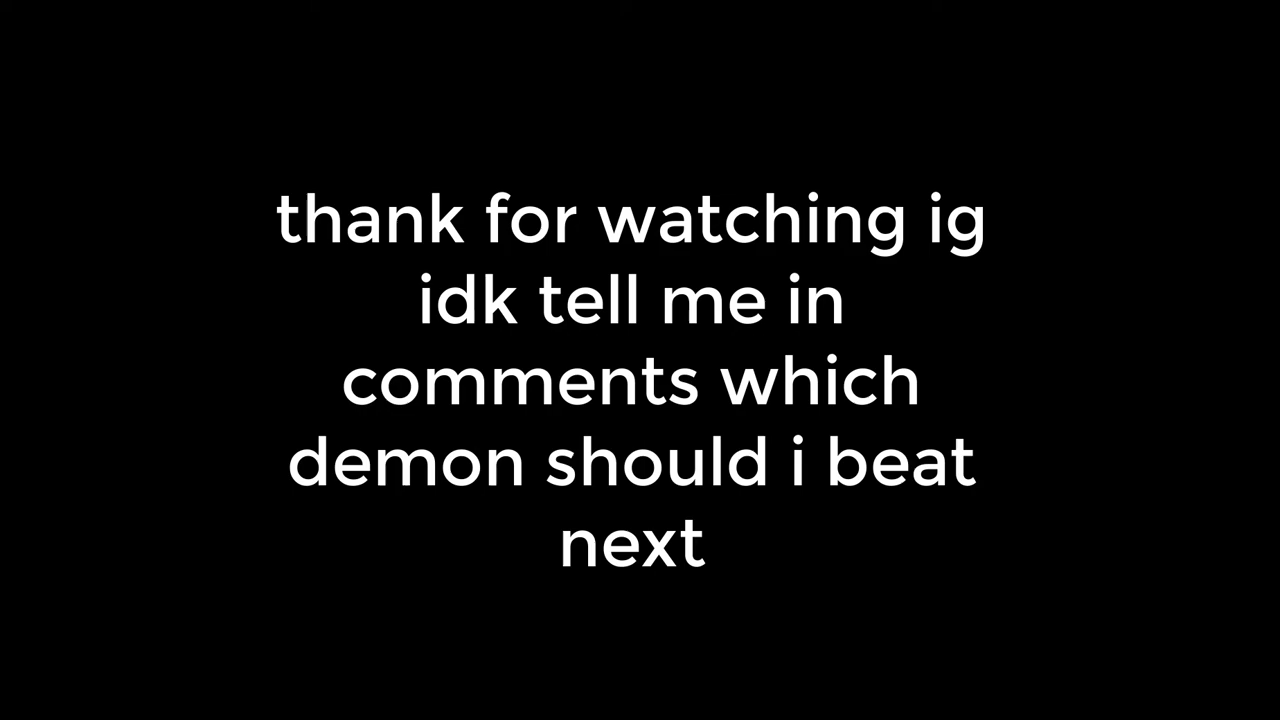 thank for watching ig
idk tell me in
comments which
demon should i beat
next